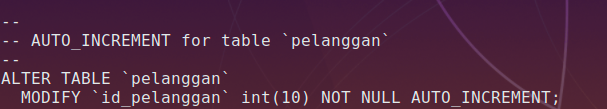 --
-- AUTO_INCREMENT for table `pelanggan`
--
ALTER TABLE `pelanggan`
  MODIFY `id_pelanggan` int(10) NOT NULL AUTO_INCREMENT;